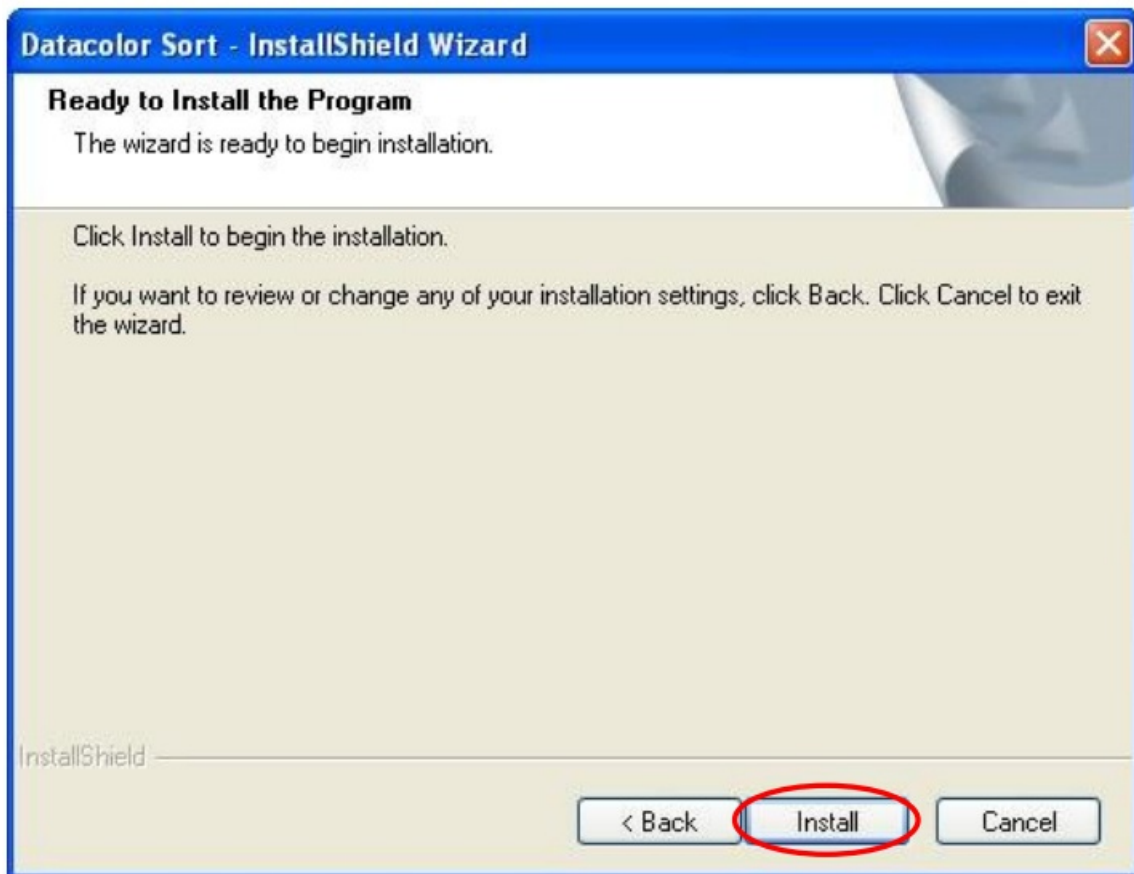 Datacolor Sort - InstallShield Wizard
Ready to Install the Program
The wizard is ready to begin installation.
Click Install to begin the installation.
If you want to review or change any of your installation settings, click Back. Click Cancel to exit
the wizard.
InstallShield
< Back Install Cancel